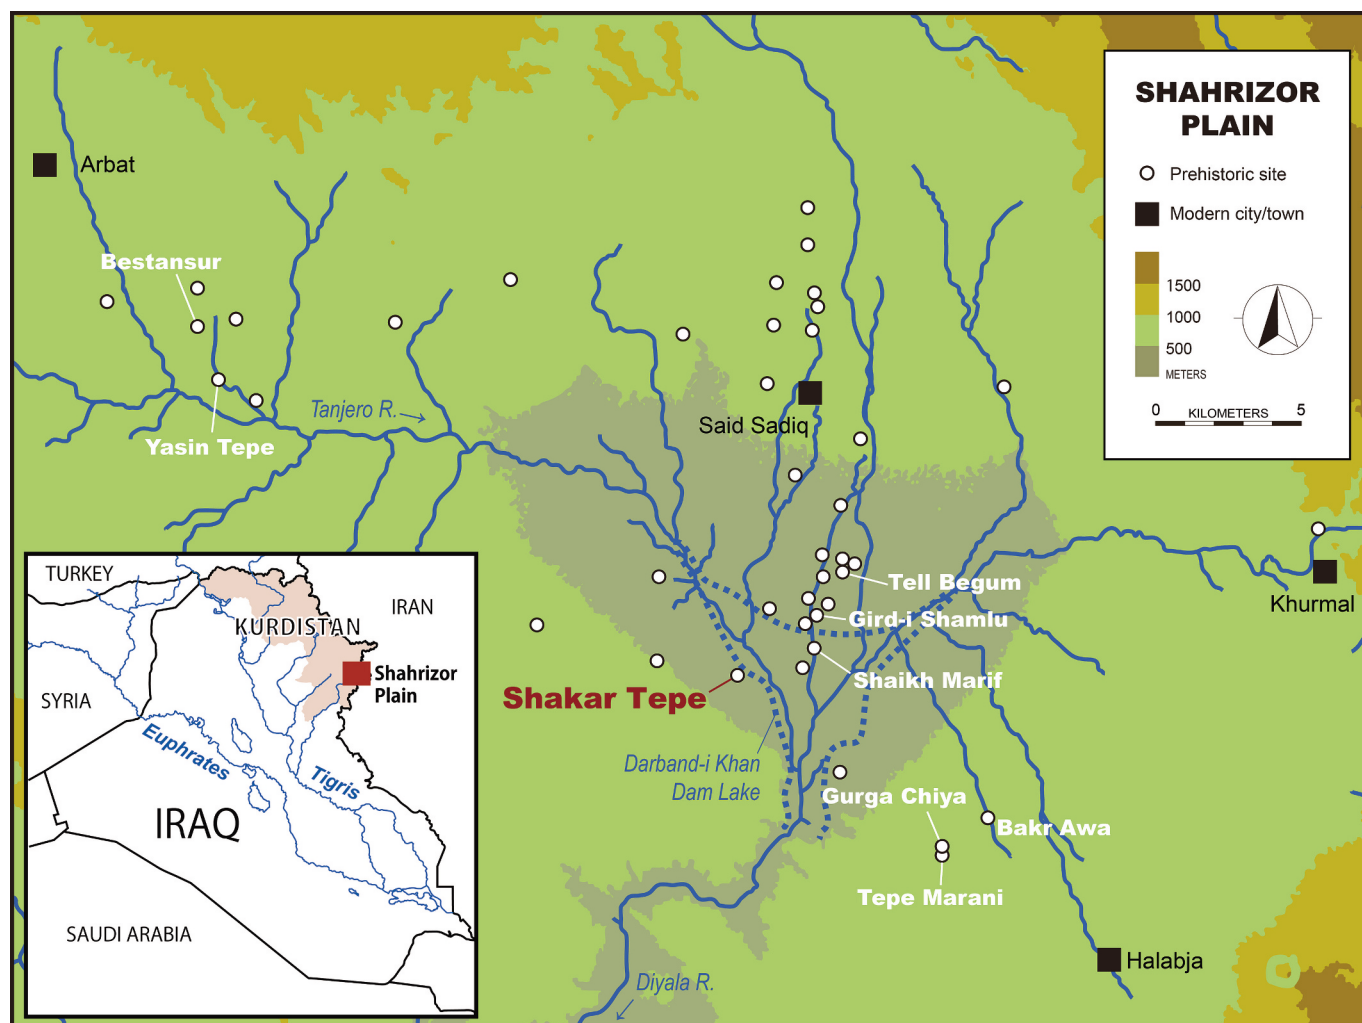 SHAHRIZOR
PLAIN
Prehistoric site
Modern city/town
1500
1000
500
METERS
0 KILOMETERS 5
Arbat
Bestansur
Tanjero R.
Yasin Tepe
Said Sadiq
Tell Begum
Gird-i Shamlu
Khurmal
Shaikh Marif
Shakar Tepe
Darband-i Khan
Dam Lake
Gurga Chiya
Bakr Awa
Tepe Marani
Halabja
Diyala R.
TURKEY
IRAN
KURDISTAN
Shahrizor
Plain
SYRIA
Euphrates
Tigris
IRAQ
SAUDI ARABIA